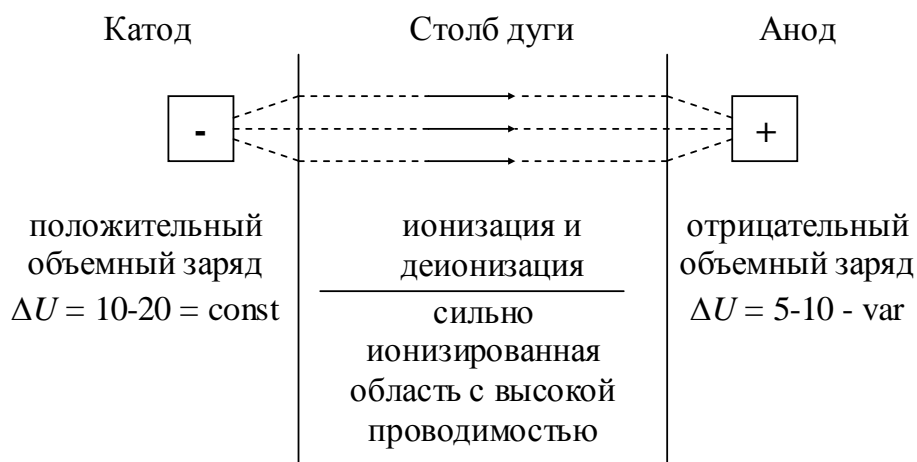 Катод
Столб дуги
Анод
-
+
положительный
объемный заряд
ΔU = 10-20 = const
ионизация и
деионизация
сильно
ионизированная
область с высокой
проводимостью
отрицательный
объемный заряд
ΔU = 5-10 - var